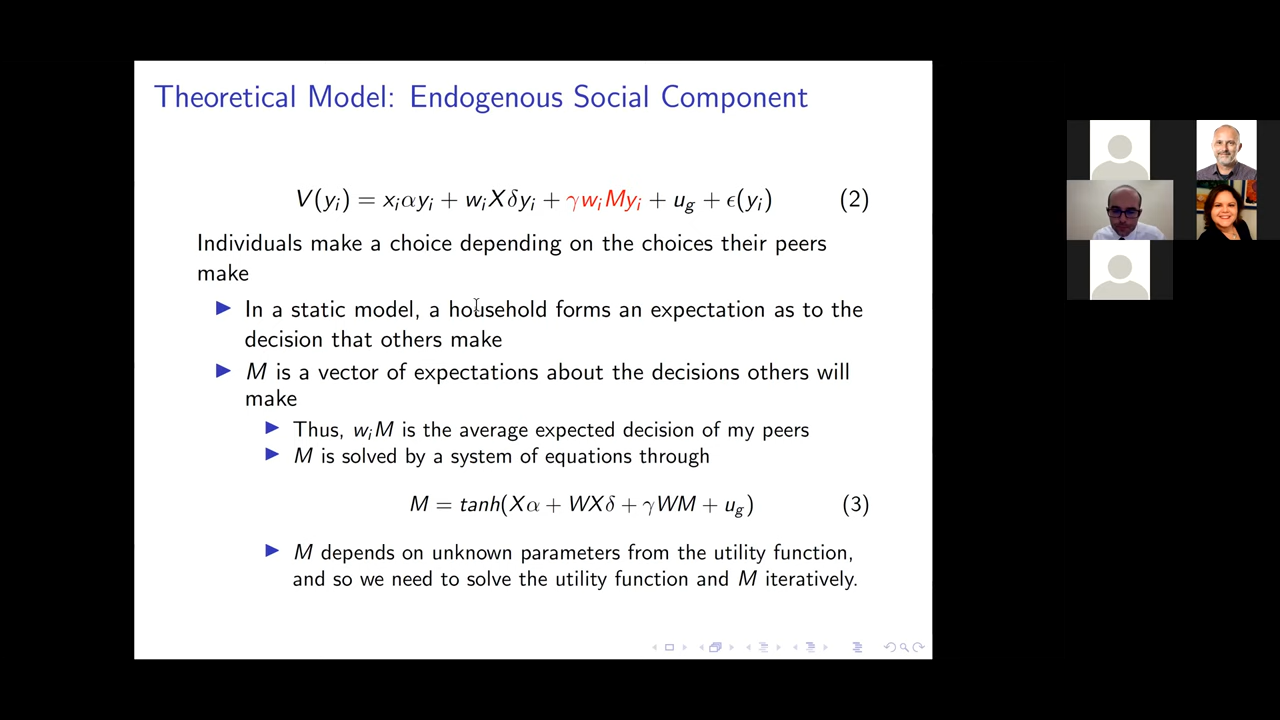 Theoretical Model: Endogenous Social Component
V(yᵢ) = xᵢαyᵢ + wᵢXδyᵢ + γwᵢMyᵢ + u_g + ϵ(yᵢ) (2)
Individuals make a choice depending on the choices their peers
make
▶ In a static model, a household forms an expectation as to the
decision that others make
▶ M is a vector of expectations about the decisions others will
make
▶ Thus, wᵢM is the average expected decision of my peers
▶ M is solved by a system of equations through
M = tanh(Xα + WXδ + γWM + u_g) (3)
▶ M depends on unknown parameters from the utility function,
and so we need to solve the utility function and M iteratively.